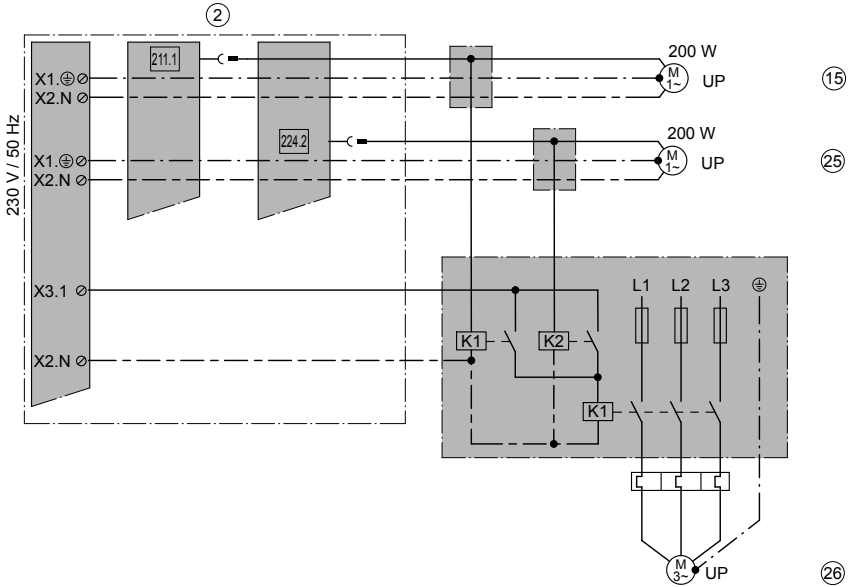 2
211.1
200 W
X1.
M
1~
UP
15
X2.N
224.2
200 W
X1.
M
1~
UP
25
X2.N
230 V / 50 Hz
X3.1
L1 L2 L3
K1
K2
X2.N
K1
M
3~
UP
26